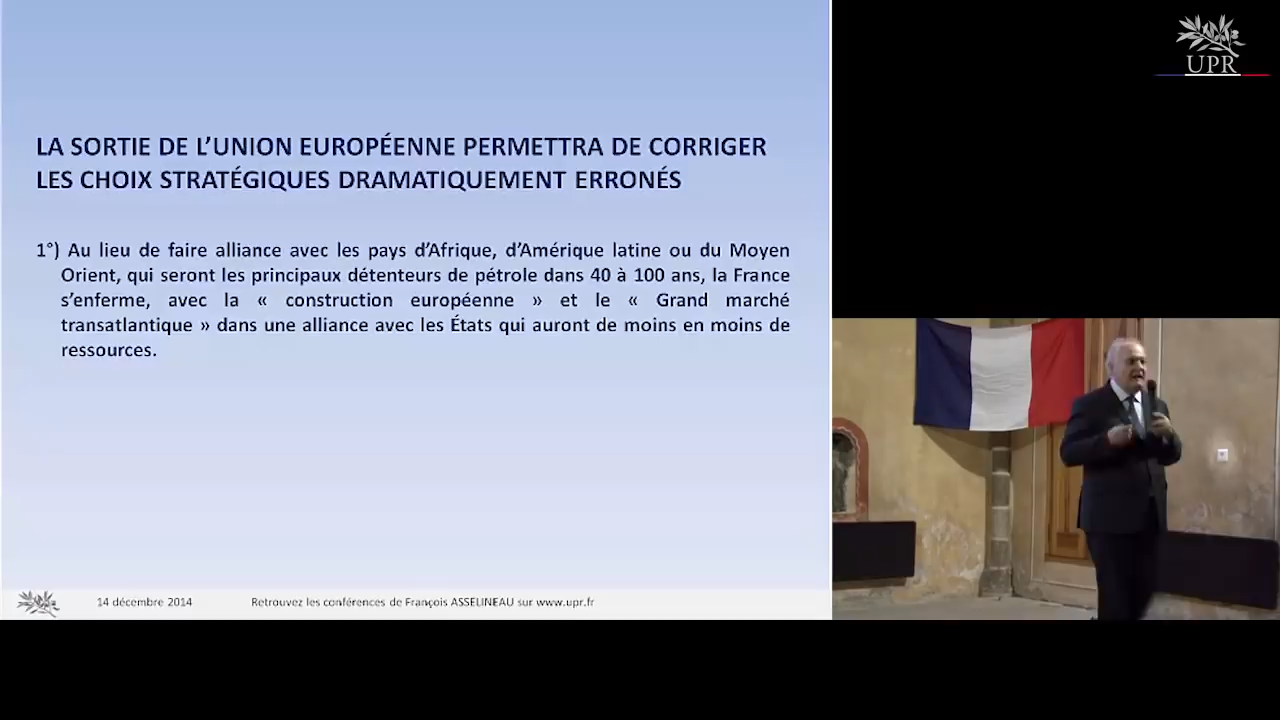 LA SORTIE DE L’UNION EUROPÉENNE PERMETTRA DE CORRIGER
LES CHOIX STRATÉGIQUES DRAMATIQUEMENT ERRONÉS
1°) Au lieu de faire alliance avec les pays d’Afrique, d’Amérique latine ou du Moyen
Orient, qui seront les principaux détenteurs de pétrole dans 40 à 100 ans, la France
s’enferme, avec la « construction européenne » et le « Grand marché
transatlantique » dans une alliance avec les États qui auront de moins en moins de
ressources.
14 décembre 2014 Retrouvez les conférences de François ASSELINEAU sur www.upr.fr
UPR